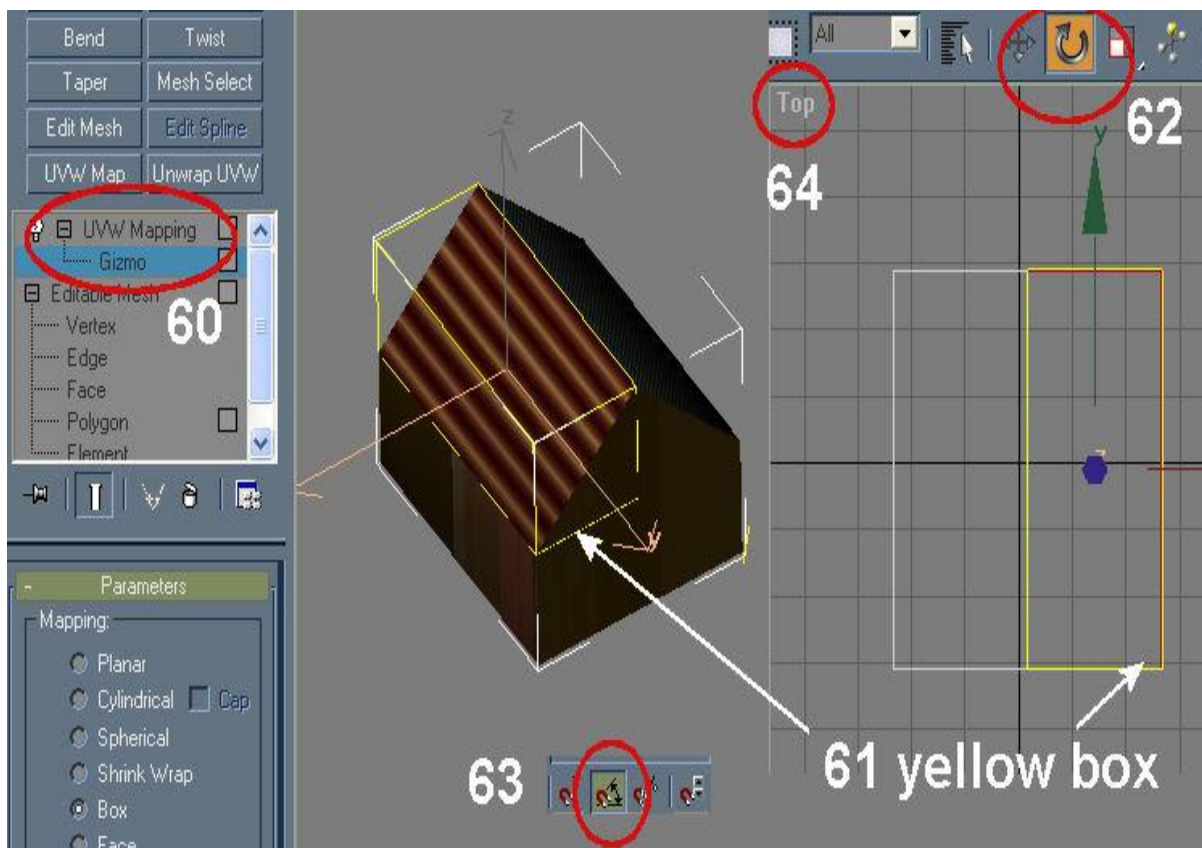 Bend Twist
Taper Mesh Select
Edit Mesh Edit Spline
UVW Map Unwrap UVW
UVW Mapping
Gizmo
Editable Mesh
60
Vertex
Edge
Face
Polygon
Element
Parameters
Mapping:
Planar
Cylindrical Cap
Spherical
Shrink Wrap
Box
Face
z
63
All
62
Top
64
y
61 yellow box